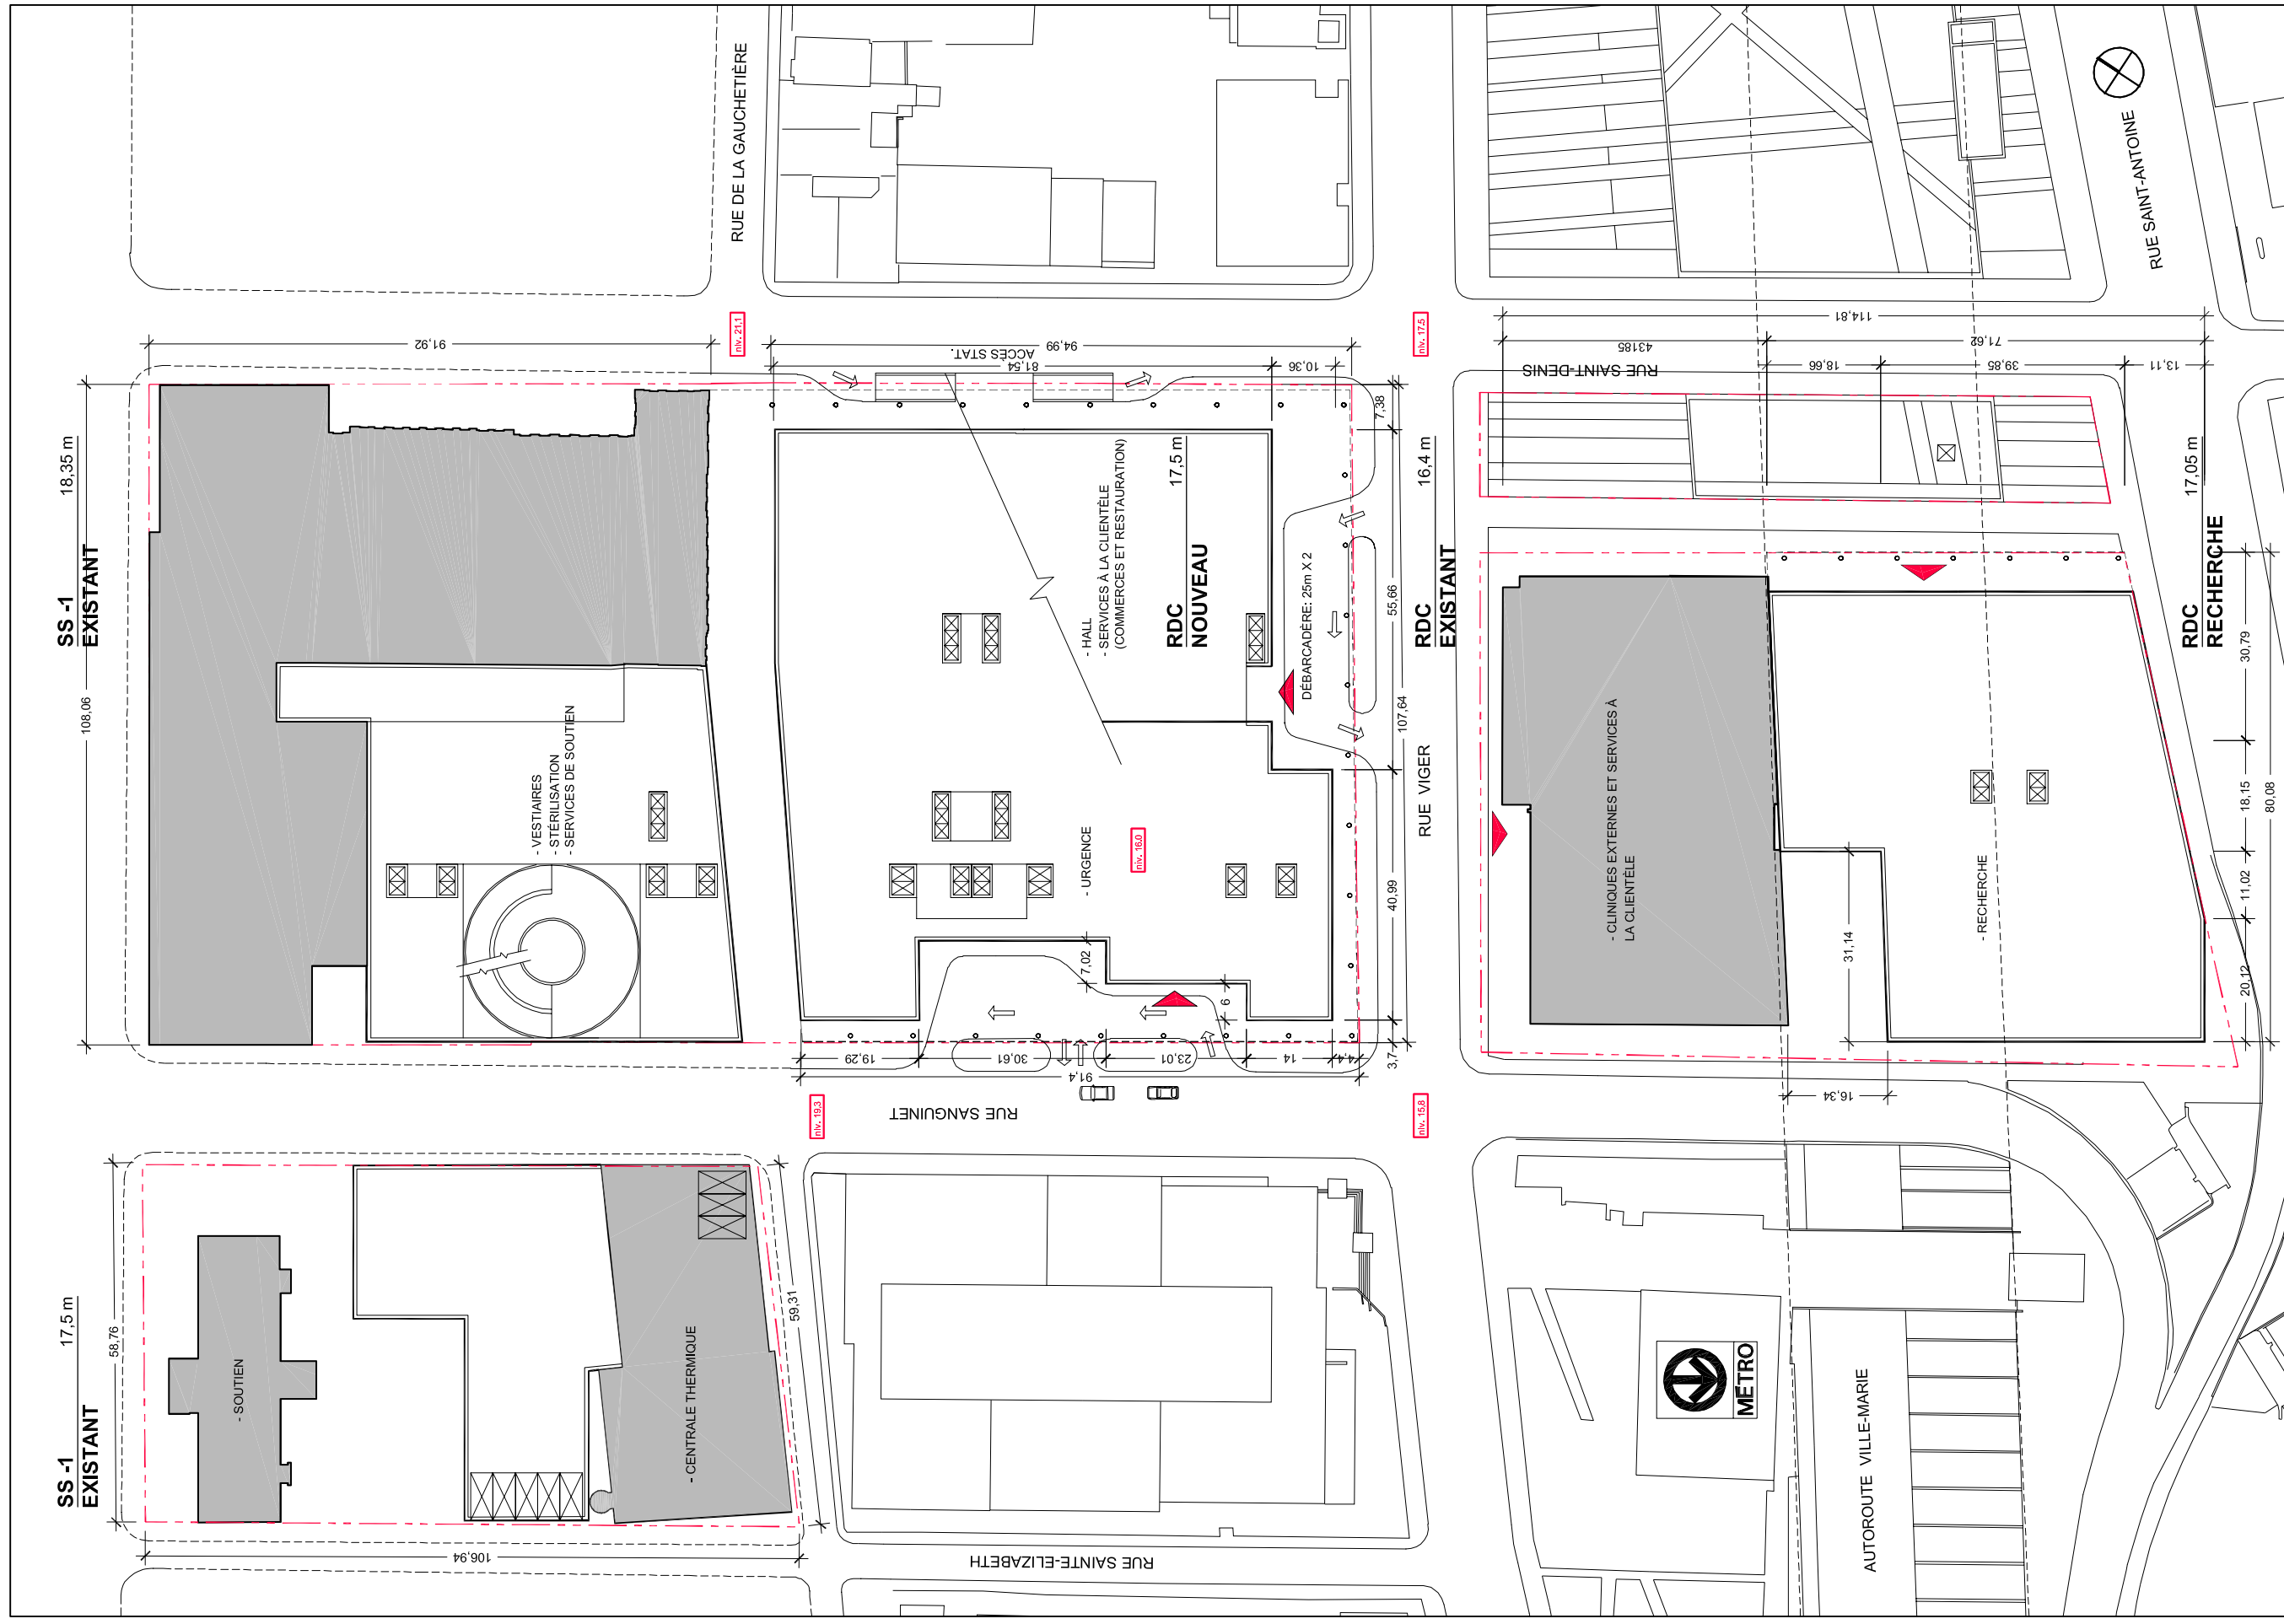 RUE DE LA GAUCHETIÈRE
RUE SAINT-ANTOINE
niv. 21,1
niv. 17.5
91,92
94,99
ACCÈS STAT.
81,54
10,36
114,81
43185
71,62
RUE SAINT-DENIS
18,66
39,85
13,11
SS -1
EXISTANT
18,35 m
108,06
- VESTIAIRES
- STÉRILISATION
- SERVICES DE SOUTIEN
- HALL
- SERVICES À LA CLIENTÈLE
(COMMERCES ET RESTAURATION)
RDC
NOUVEAU
17,5 m
DÉBARCADÈRE: 25m X 2
7,38
55,66
107,64
40,99
3,7
- URGENCE
niv. 16.0
7,02
6
19,29
30,61
23,01
14
4,4
91,4
RUE VIGER
RDC
EXISTANT
16,4 m
- CLINIQUES EXTERNES ET SERVICES À
LA CLIENTÈLE
RDC
RECHERCHE
17,05 m
- RECHERCHE
31,14
16,34
30,79
18,15
80,08
11,02
20,12
niv. 19.3
RUE SANGUINET
niv. 15.8
SS -1
EXISTANT
17,5 m
58,76
- SOUTIEN
- CENTRALE THERMIQUE
59,31
106,94
RUE SAINTE-ELIZABETH
MÉTRO
AUTOROUTE VILLE-MARIE